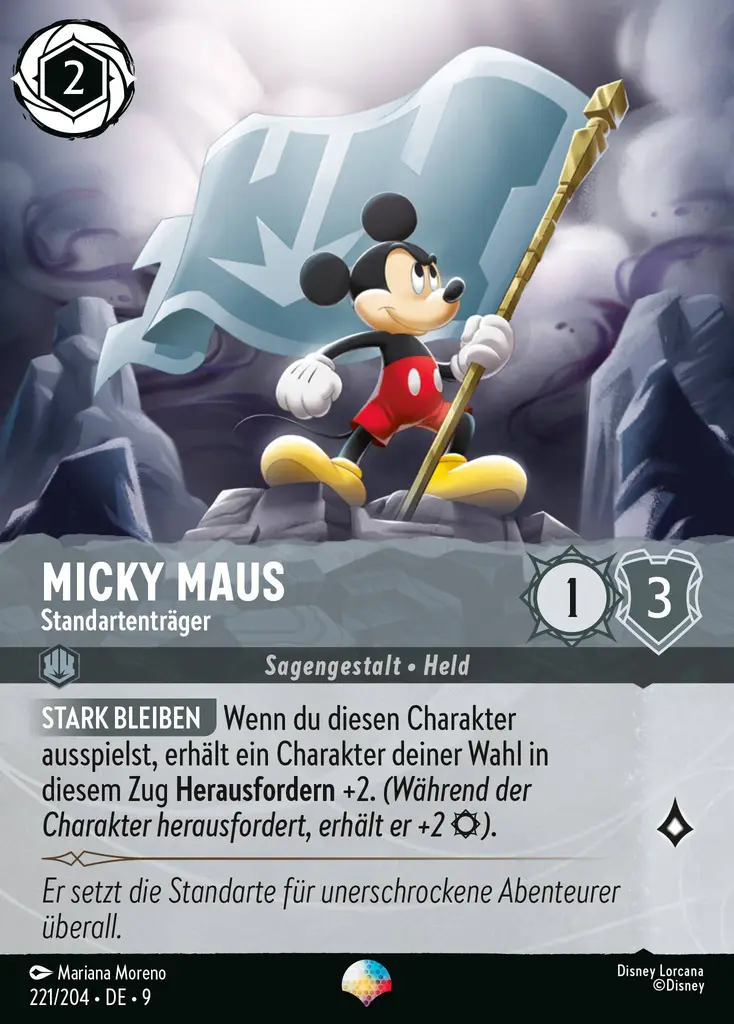 2
MICKY MAUS
Standartenträger
1
3
Sagengestalt • Held
STARK BLEIBEN Wenn du diesen Charakter
ausspielst, erhält ein Charakter deiner Wahl in
diesem Zug Herausfordern +2. (Während der
Charakter herausfordert, erhält er +2 ).
Er setzt die Standarte für unerschrockene Abenteurer
überall.
Mariana Moreno
221/204 • DE • 9
Disney Lorcana
©Disney